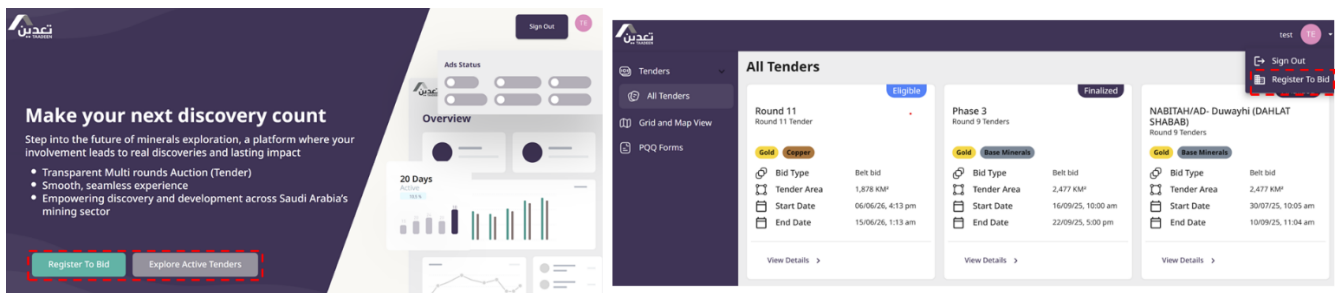 تعدين
TAADEEN
Sign Out
TE
Make your next discovery count
Step into the future of minerals exploration, a platform where your
involvement leads to real discoveries and lasting impact
Transparent Multi rounds Auction (Tender)
Smooth, seamless experience
Empowering discovery and development across Saudi Arabia's
mining sector
Register To Bid
Explore Active Tenders
Ads Status
Overview
20 Days
Active
تعدين
TAADEEN
test
TE
Sign Out
Register To Bid
Tenders
All Tenders
Grid and Map View
PQQ Forms
All Tenders
Eligible
Round 11
Round 11 Tender
Gold
Copper
Bid Type
Belt bid
Tender Area
1,878 KM²
Start Date
06/06/26, 4:13 pm
End Date
15/06/26, 1:13 am
View Details
Finalized
Phase 3
Round 9 Tenders
Gold
Base Minerals
Bid Type
Belt bid
Tender Area
2,477 KM²
Start Date
16/09/25, 10:00 am
End Date
22/09/25, 5:00 pm
View Details
NABITAH/AD- Duwayhi (DAHLAT
SHABAB)
Round 9 Tenders
Gold
Base Minerals
Bid Type
Belt bid
Tender Area
2,477 KM²
Start Date
30/07/25, 10:05 am
End Date
10/09/25, 11:04 am
View Details